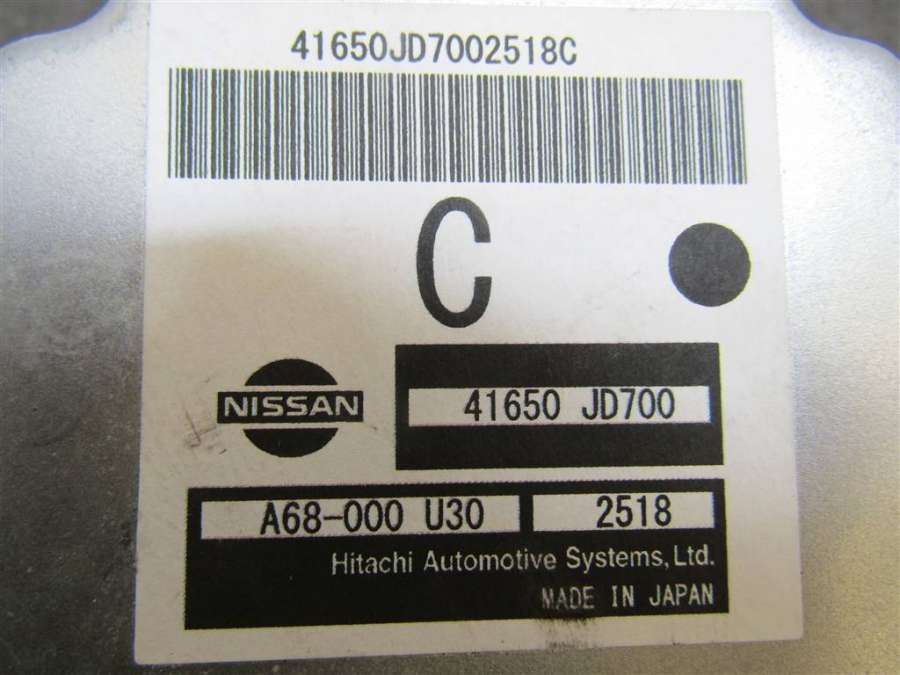 41650JD7002518C
C
NISSAN
41650 JD700
A68-000 U30
2518
Hitachi Automotive Systems, Ltd.
MADE IN JAPAN